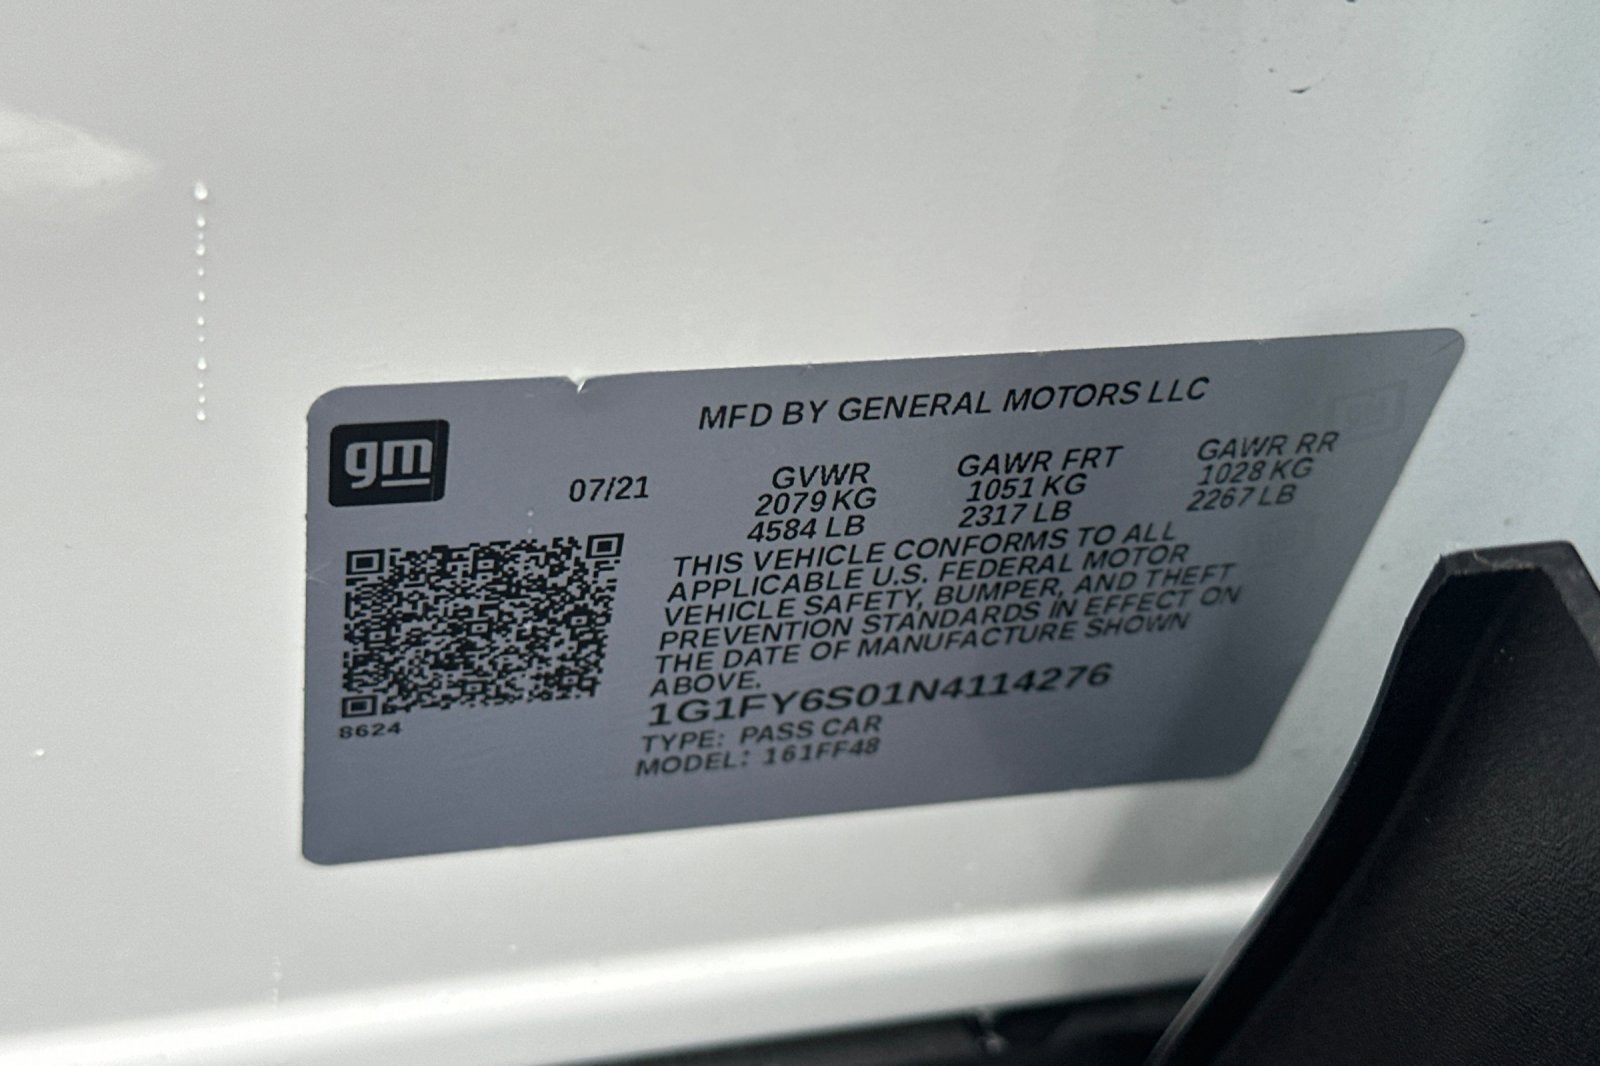 MFD BY GENERAL MOTORS LLC
gm
07/21
GVWR
2079 KG
4584 LB
GAWR FRT
1051 KG
2317 LB
GAWR RR
1028 KG
2267 LB
THIS VEHICLE CONFORMS TO ALL
APPLICABLE U.S. FEDERAL MOTOR
VEHICLE SAFETY, BUMPER, AND THEFT
PREVENTION STANDARDS IN EFFECT ON
THE DATE OF MANUFACTURE SHOWN
ABOVE.
1G1FY6S01N4114276
TYPE: PASS CAR
MODEL: 161FF48
8624